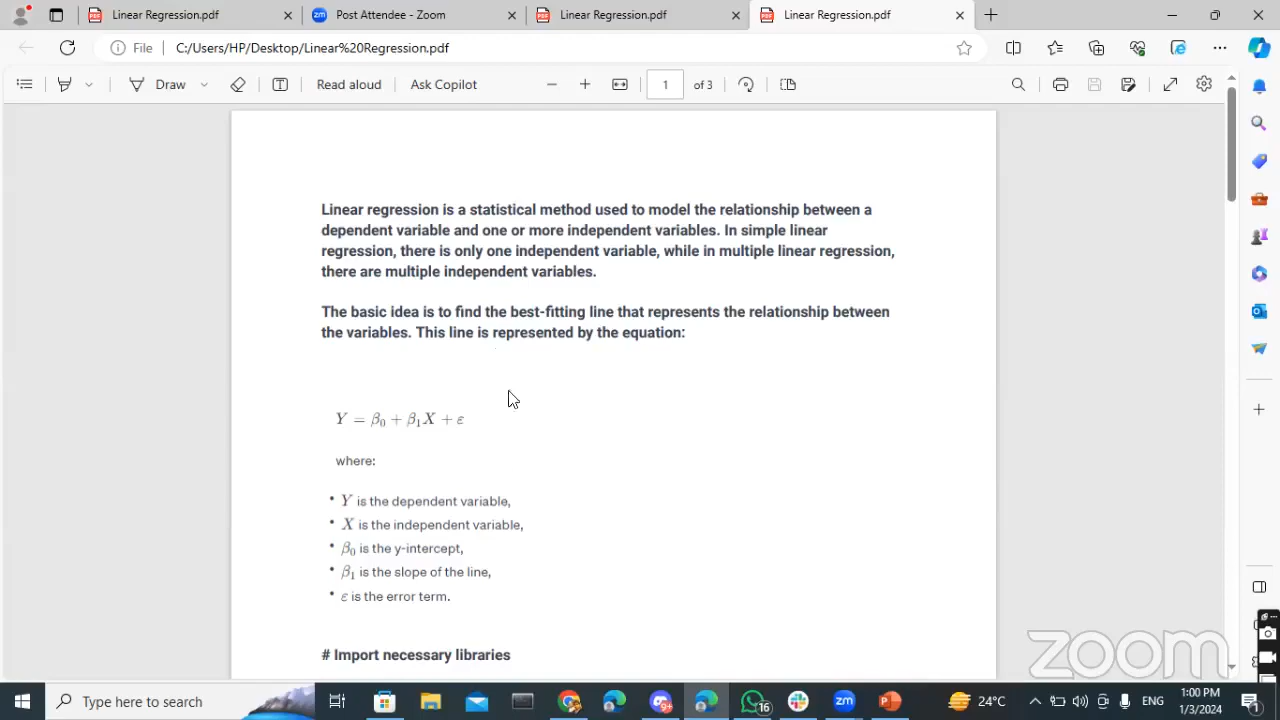 Linear Regression.pdf
Post Attendee - Zoom
Linear Regression.pdf
Linear Regression.pdf
File
C:/Users/HP/Desktop/Linear%20Regression.pdf
Draw
Read aloud
Ask Copilot
1
of 3
Linear regression is a statistical method used to model the relationship between a
dependent variable and one or more independent variables. In simple linear
regression, there is only one independent variable, while in multiple linear regression,
there are multiple independent variables.
The basic idea is to find the best-fitting line that represents the relationship between
the variables. This line is represented by the equation:
Y = β₀ + β₁X + ε
where:
• Y is the dependent variable,
• X is the independent variable,
• β₀ is the y-intercept,
• β₁ is the slope of the line,
• ε is the error term.
# Import necessary libraries
zoom
Type here to search
16
24°C
ENG
1:00 PM
1/3/2024